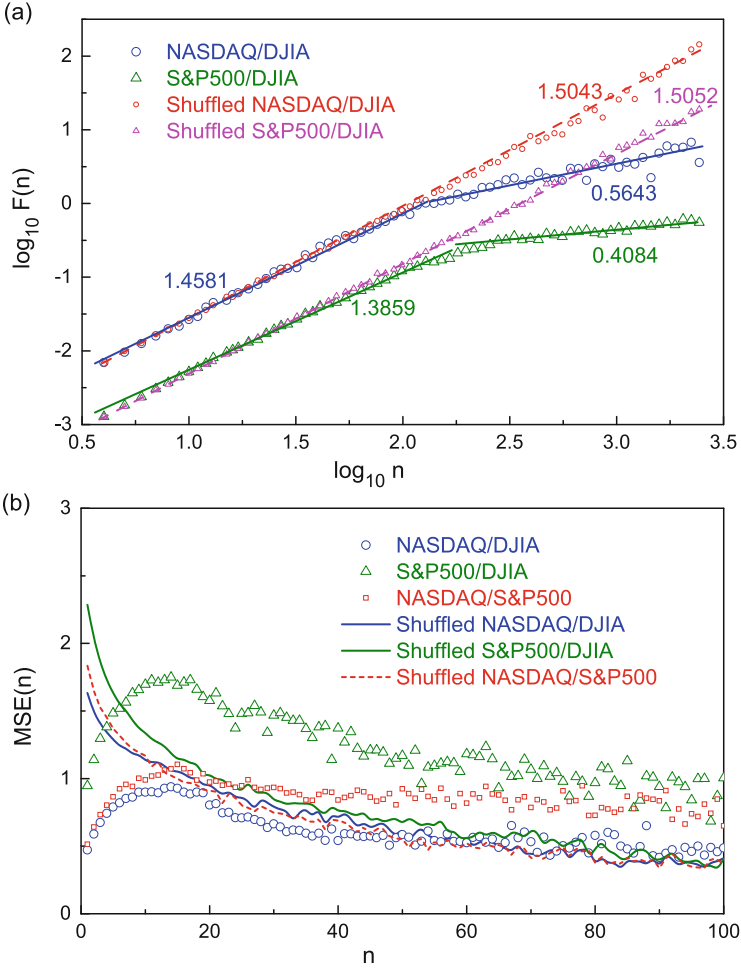 (a)
2
1
0
-1
-2
-3
log10 F(n)
NASDAQ/DJIA
S&P500/DJIA
Shuffled NASDAQ/DJIA
Shuffled S&P500/DJIA
1.5043
1.5052
0.5643
0.4084
1.4581
1.3859
0.5 1.0 1.5 2.0 2.5 3.0 3.5
log10 n
(b)
3
2
1
0
MSE(n)
NASDAQ/DJIA
S&P500/DJIA
NASDAQ/S&P500
Shuffled NASDAQ/DJIA
Shuffled S&P500/DJIA
Shuffled NASDAQ/S&P500
0 20 40 60 80 100
n